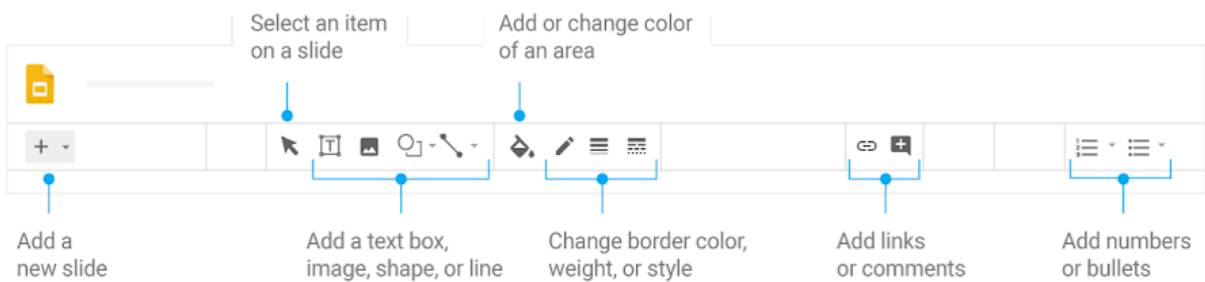 Select an item
on a slide
Add or change color
of an area
Add a
new slide
Add a text box,
image, shape, or line
Change border color,
weight, or style
Add links
or comments
Add numbers
or bullets